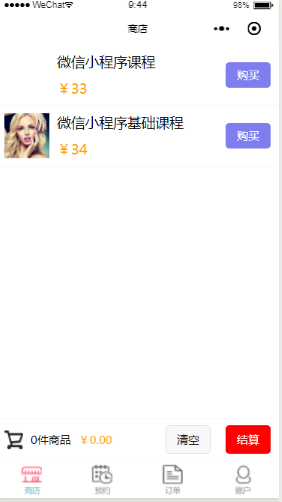 WeChat
9:44
98%
商店
微信小程序课程
￥33
购买
微信小程序基础课程
￥34
购买
0件商品 ￥0.00 清空 结算
商店 预约 订单 账户